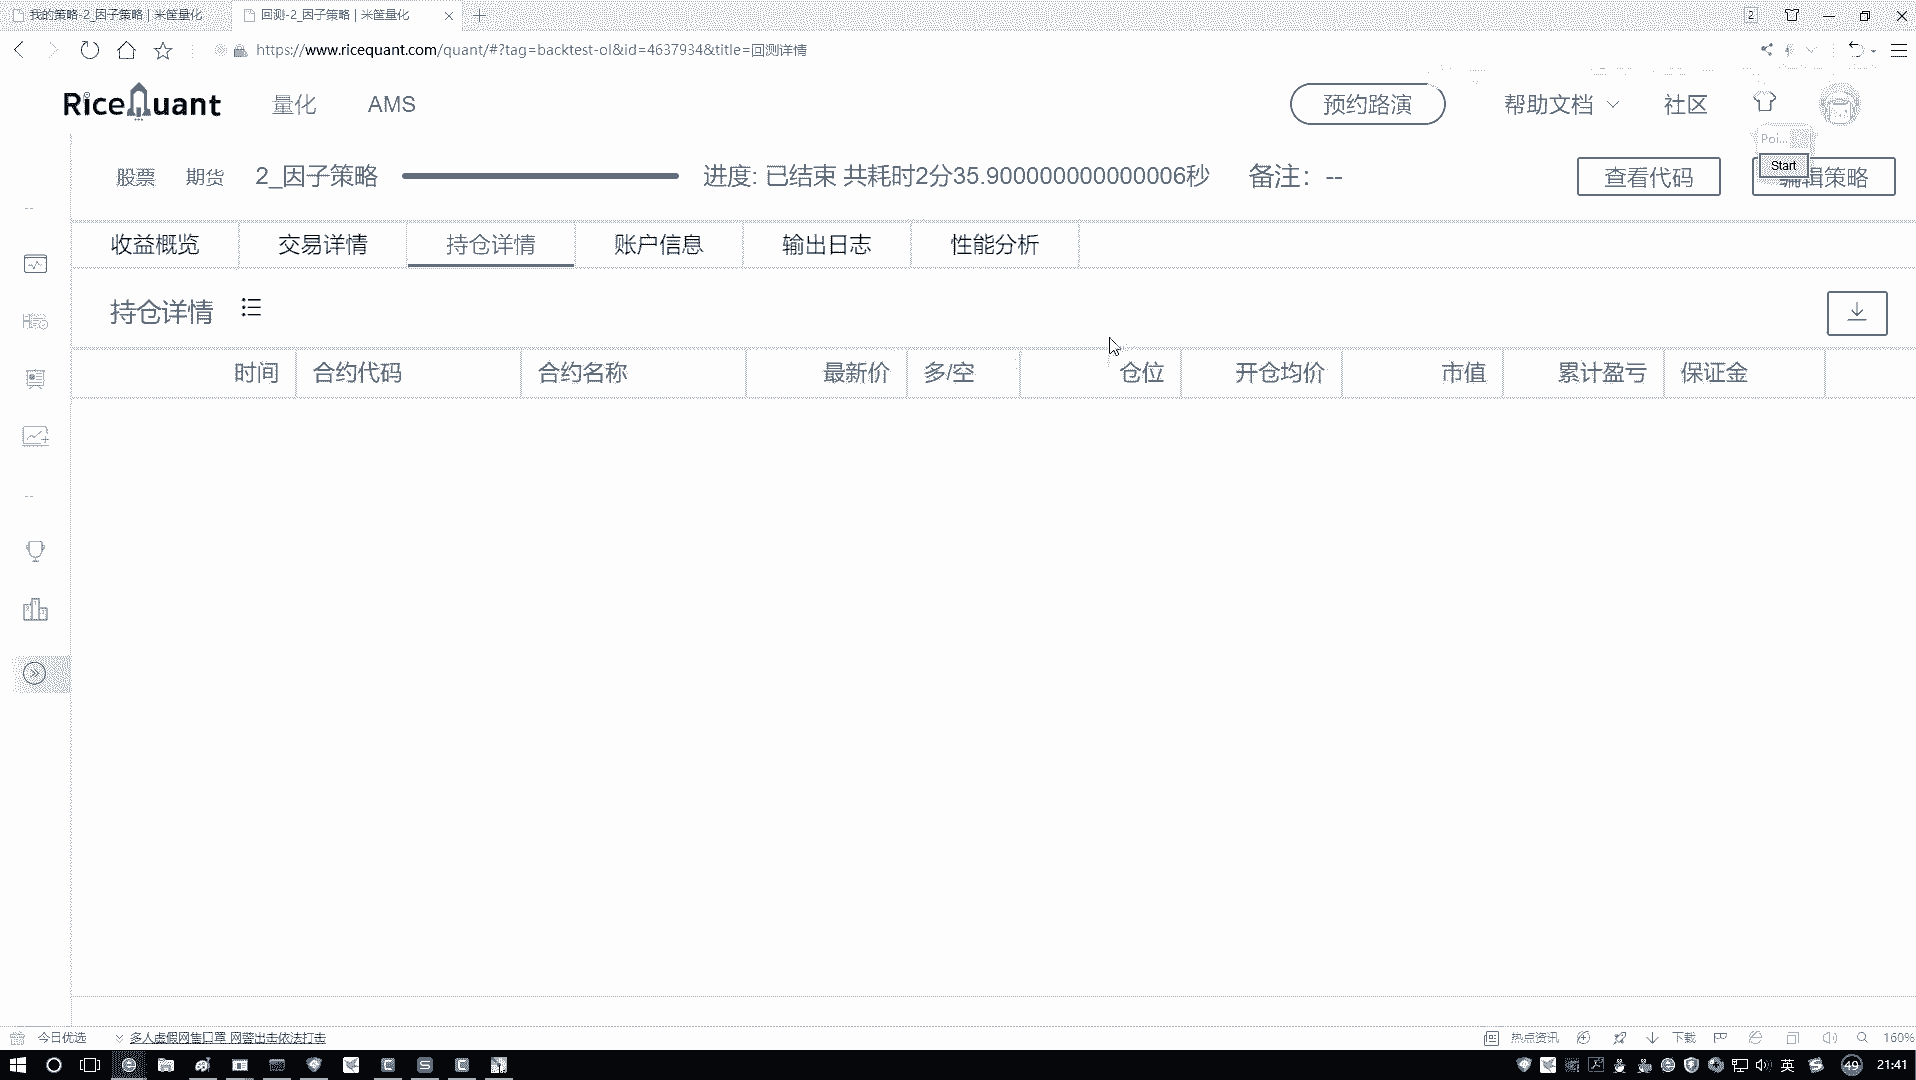 我的策略-2_因子策略 | 米筐量化
回测-2_因子策略 | 米筐量化
2
https://www.ricequant.com/quant/#?tag=backtest-ol&id=4637934&title=回测详情
RiceQuant
量化
AMS
预约路演
帮助文档
社区
Poi...
Start
股票
期货
2_因子策略
进度: 已结束 共耗时2分35.900000000000006秒
备注: --
查看代码
编辑策略
--
收益概览
交易详情
持仓详情
账户信息
输出日志
性能分析
持仓详情
时间
合约代码
合约名称
最新价
多/空
仓位
开仓均价
市值
累计盈亏
保证金
--
今日优选
多人虚假网售口罩 网警出击依法打击
热点资讯
下载
160%
英
49
21:41